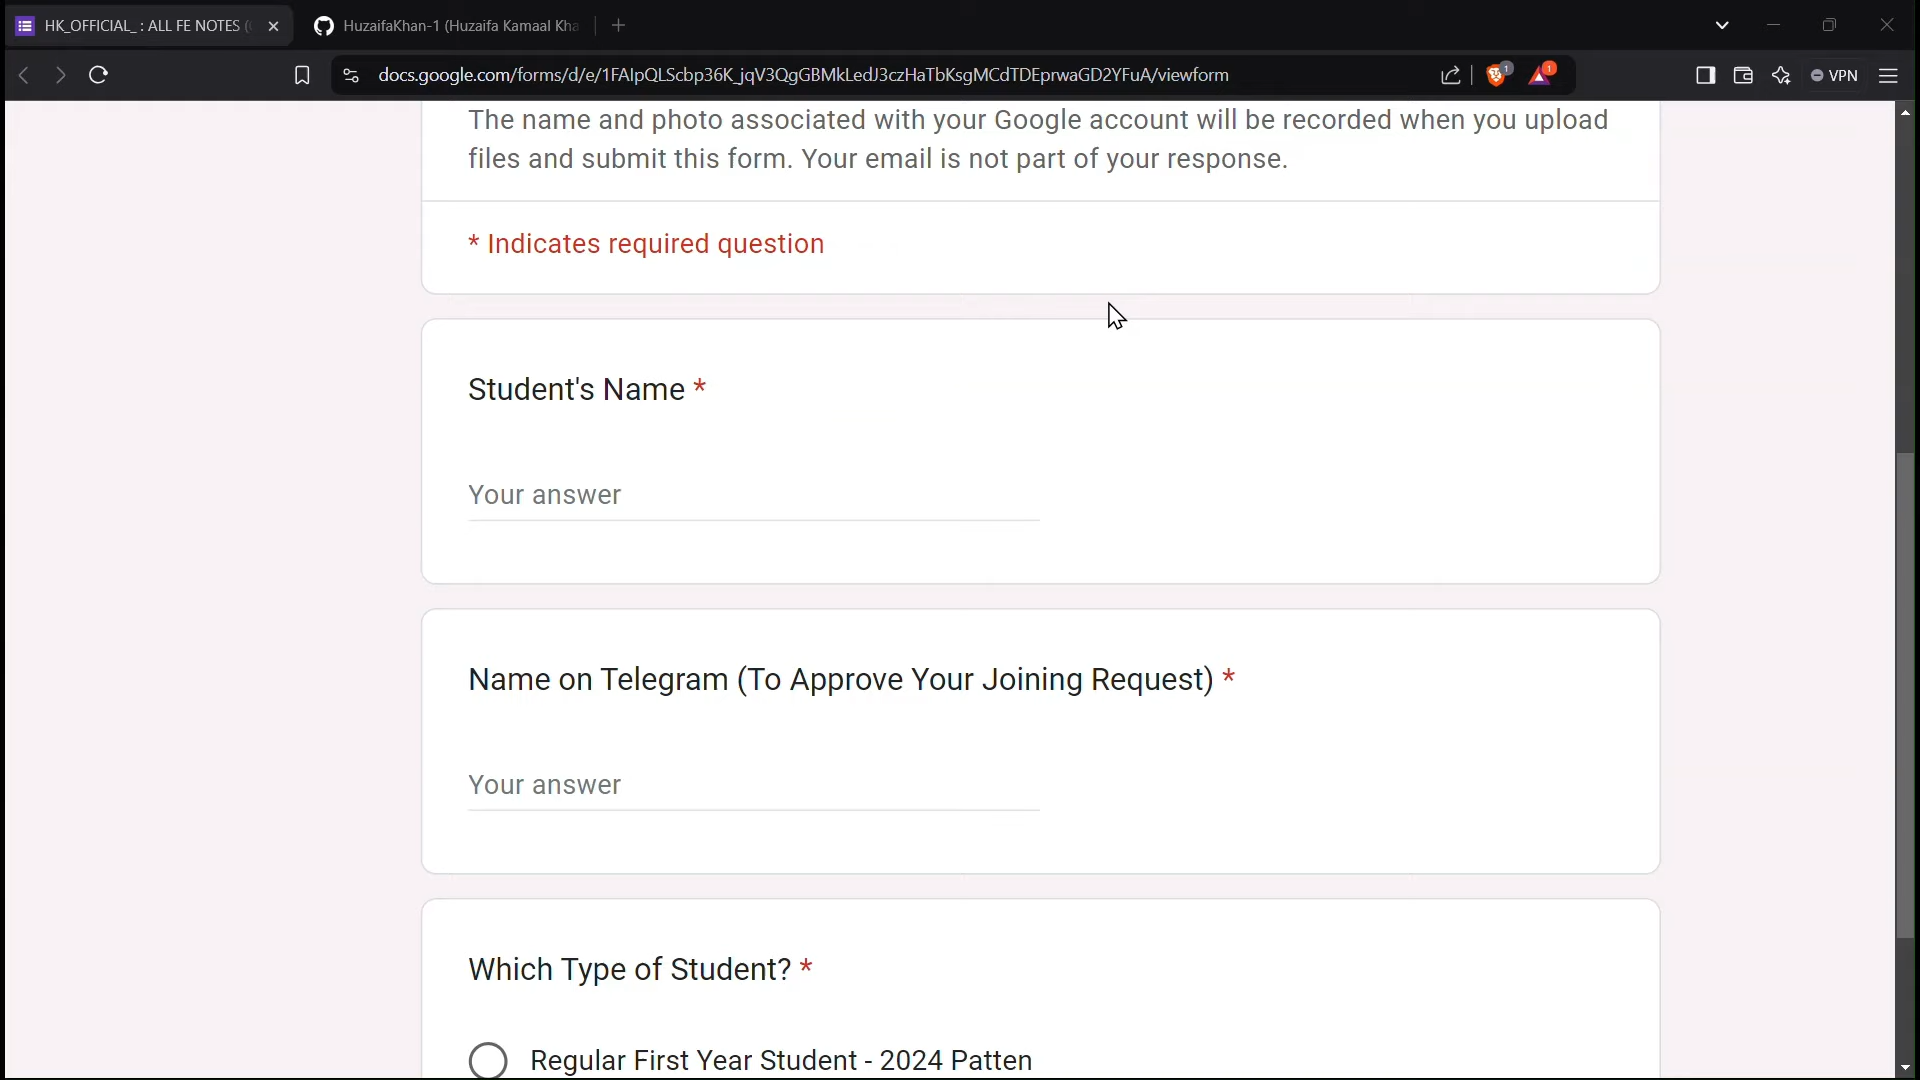 HK_OFFICIAL_ : ALL FE NOTES (
HuzaifaKhan-1 (Huzaifa Kamaal Kha
docs.google.com/forms/d/e/1FAIpQLScbp36K_jqV3QgGBMkLedJ3czHaTbKsgMCdTDEprwaGD2YFuA/viewform
1
1
VPN
The name and photo associated with your Google account will be recorded when you upload
files and submit this form. Your email is not part of your response.
* Indicates required question
Student's Name *
Your answer
Name on Telegram (To Approve Your Joining Request) *
Your answer
Which Type of Student? *
Regular First Year Student - 2024 Patten